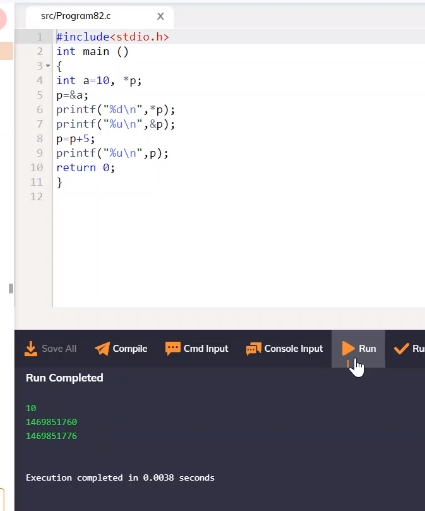 src/Program82.c X
1 #include<stdio.h>
2 int main ()
3 {
4 int a=10, *p;
5 p=&a;
6 printf("%d\n",*p);
7 printf("%u\n",&p);
8 p=p+5;
9 printf("%u\n",p);
10 return 0;
11 }
12
Save All Compile Cmd Input Console Input Run Ru
Run Completed
10
1469851760
1469851776
Execution completed in 0.0038 seconds